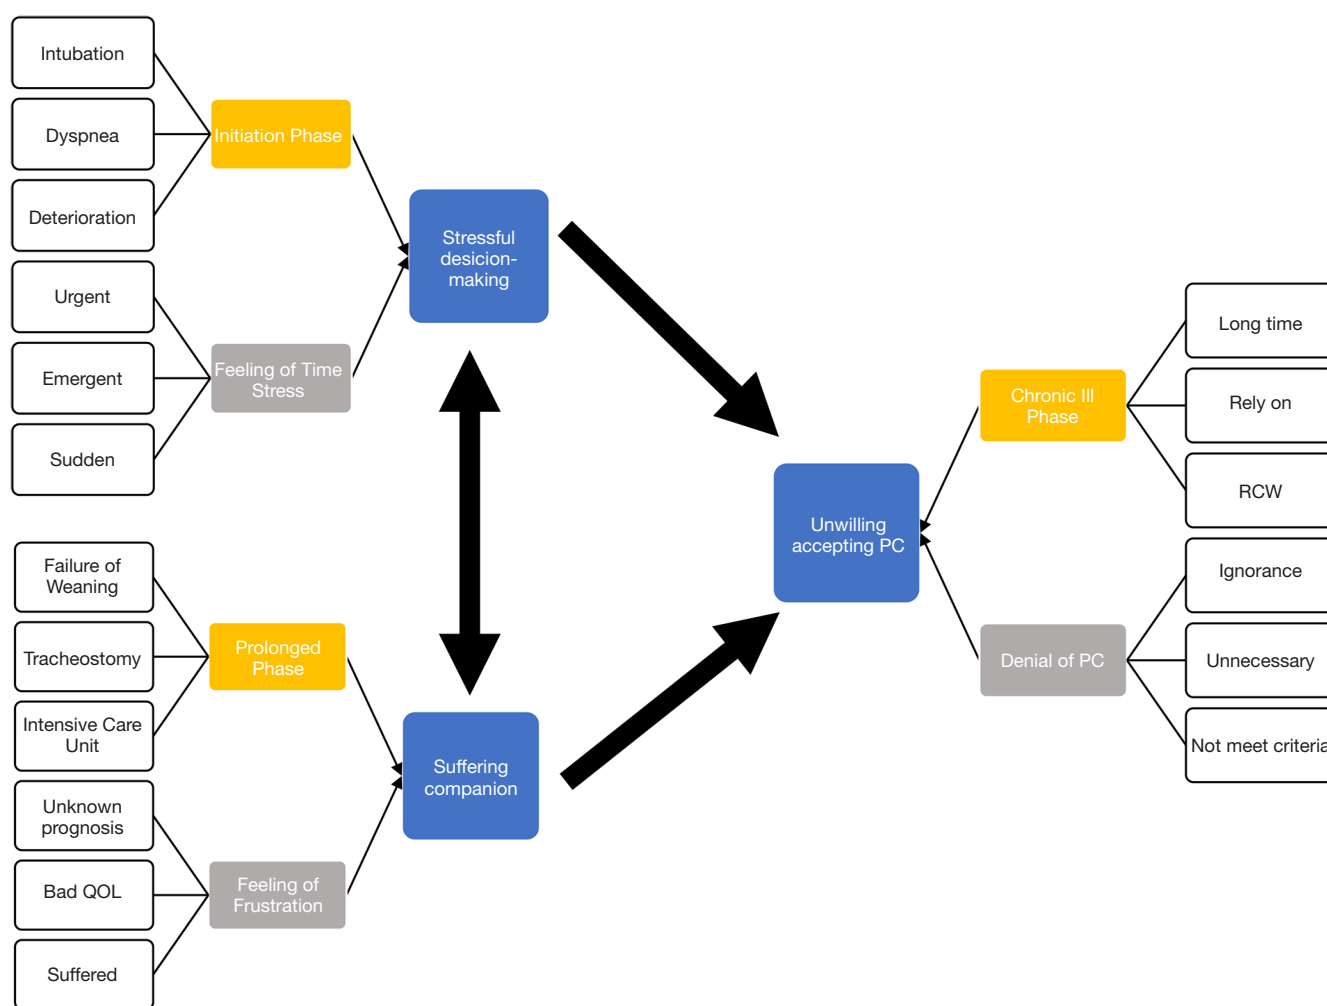 Intubation
Dyspnea
Deterioration
Initiation Phase
Urgent
Emergent
Sudden
Feeling of Time
Stress
Stressful
desicion-
making
Failure of
Weaning
Tracheostomy
Intensive Care
Unit
Prolonged
Phase
Unknown
prognosis
Bad QOL
Suffered
Feeling of
Frustration
Suffering
companion
Unwilling
accepting PC
Chronic Ill
Phase
Long time
Rely on
RCW
Denial of PC
Ignorance
Unnecessary
Not meet criteria